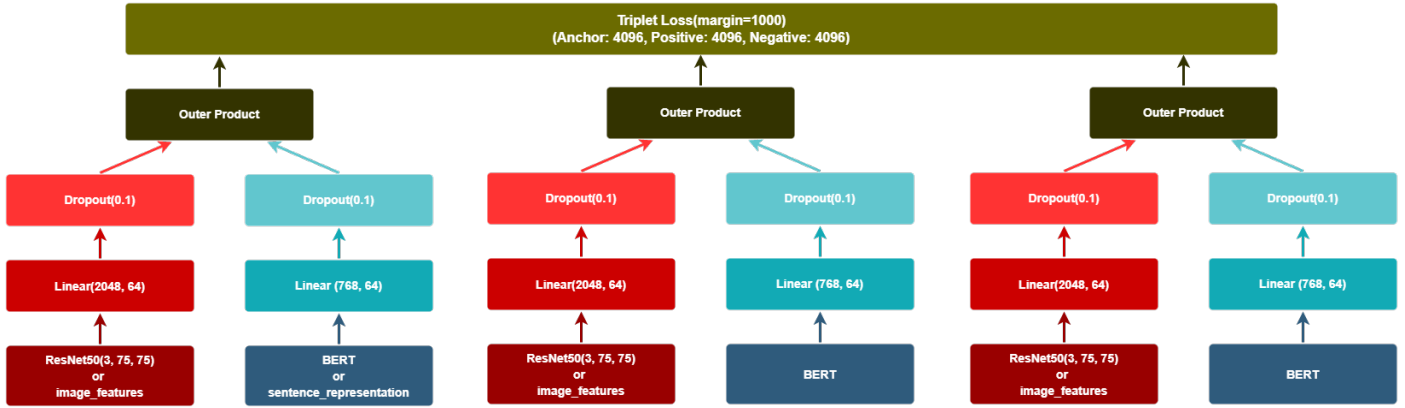 Triplet Loss(margin=1000)
(Anchor: 4096, Positive: 4096, Negative: 4096)
Outer Product
Outer Product
Outer Product
Dropout(0.1)
Dropout(0.1)
Dropout(0.1)
Dropout(0.1)
Dropout(0.1)
Dropout(0.1)
Linear(2048, 64)
Linear (768, 64)
Linear(2048, 64)
Linear (768, 64)
Linear(2048, 64)
Linear (768, 64)
ResNet50(3, 75, 75)
or
image_features
BERT
or
sentence_representation
ResNet50(3, 75, 75)
or
image_features
BERT
ResNet50(3, 75, 75)
or
image_features
BERT